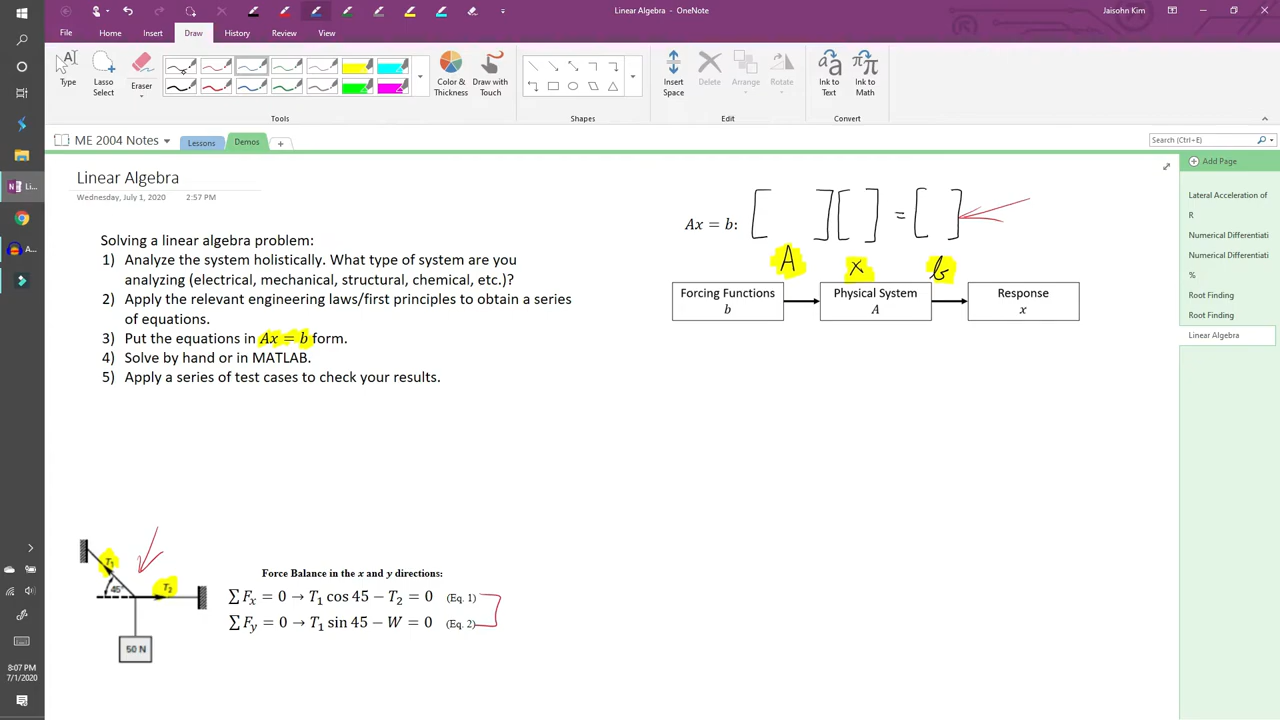 Linear Algebra - OneNote
Jaisohn Kim
File Home Insert Draw History Review View
Type
Lasso Select
Eraser
Color & Thickness
Draw with Touch
Insert Space
Delete
Arrange
Rotate
Ink to Text
Ink to Math
Tools
Shapes
Edit
Convert
ME 2004 Notes
Lessons
Demos
Search (Ctrl+E)
Linear Algebra
Wednesday, July 1, 2020 2:57 PM
Solving a linear algebra problem:
1) Analyze the system holistically. What type of system are you
analyzing (electrical, mechanical, structural, chemical, etc.)?
2) Apply the relevant engineering laws/first principles to obtain a series
of equations.
3) Put the equations in Ax = b form.
4) Solve by hand or in MATLAB.
5) Apply a series of test cases to check your results.
Ax = b: [ ] [ ] = [ ]
A x b
Forcing Functions
b
Physical System
A
Response
x
T₁
45°
T₂
50 N
Force Balance in the x and y directions:
∑ Fx = 0 → T₁ cos 45 − T₂ = 0 (Eq. 1)
∑ Fy = 0 → T₁ sin 45 − W = 0 (Eq. 2)
Add Page
Lateral Acceleration of
R
Numerical Differentiati
Numerical Differentiati
%
Root Finding
Root Finding
Linear Algebra
Li...
A...
8:07 PM
7/1/2020